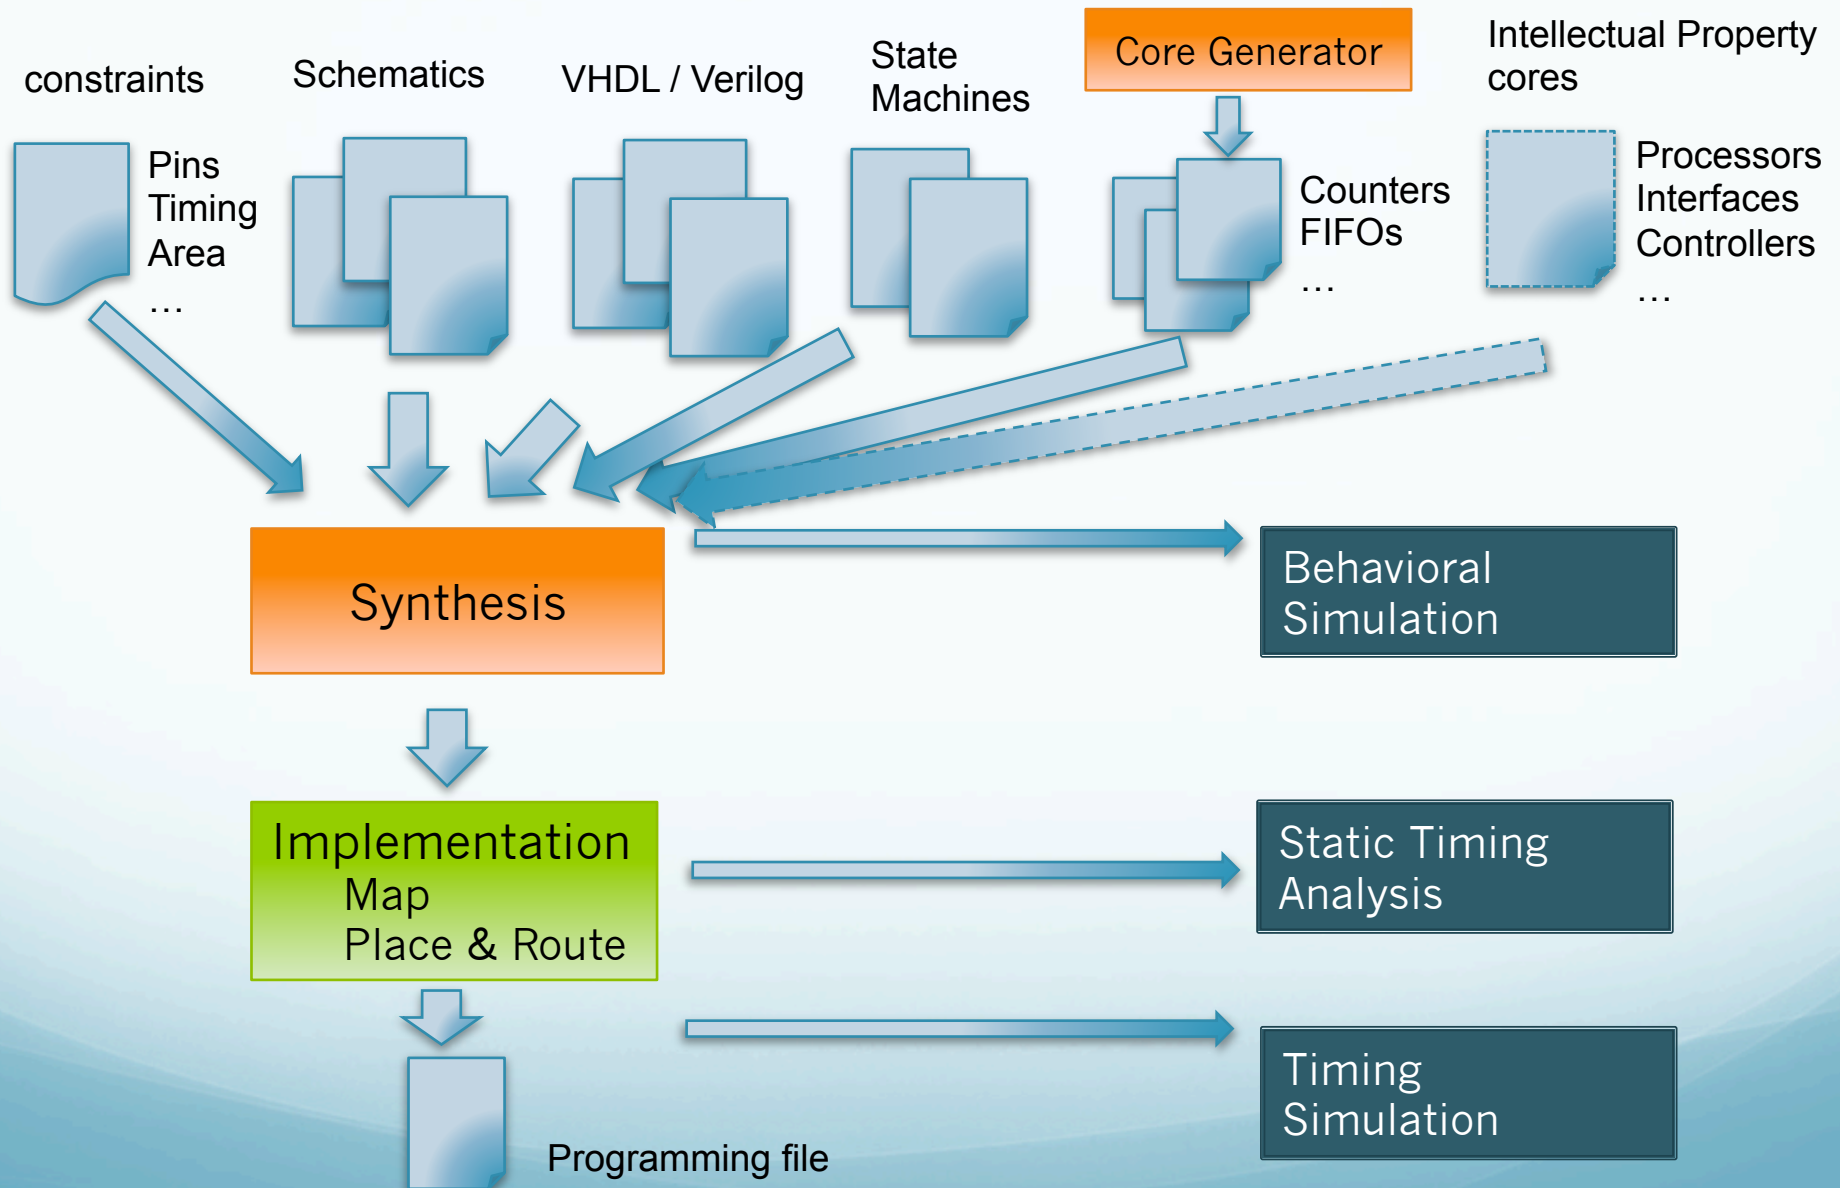 constraints
Schematics
VHDL / Verilog
State
Machines
Core Generator
Intellectual Property
cores
Pins
Timing
Area
…
Counters
FIFOs
…
Processors
Interfaces
Controllers
…
Synthesis
Behavioral
Simulation
Implementation
Map
Place & Route
Static Timing
Analysis
Timing
Simulation
Programming file